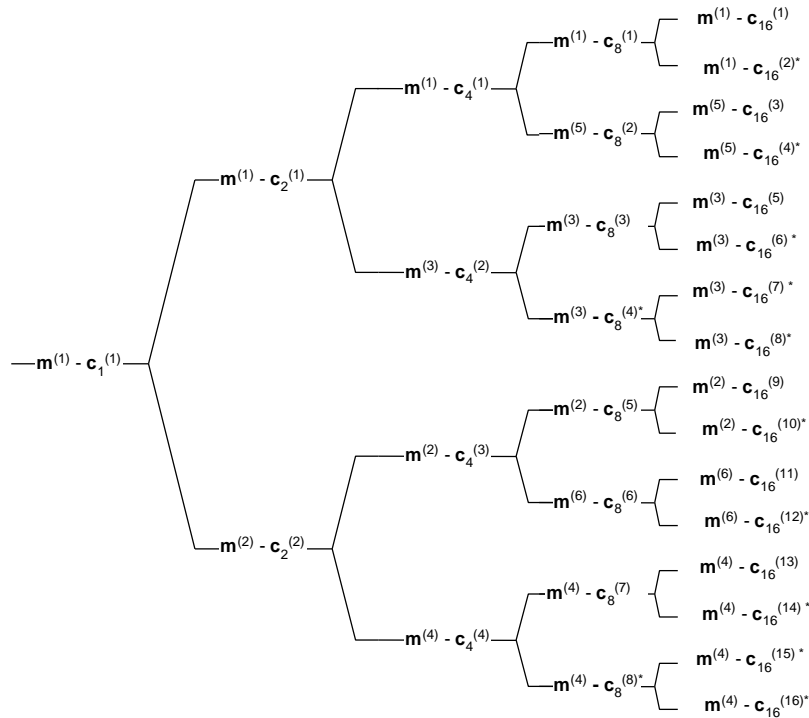 m(1) - c1(1)
m(1) - c2(1)
m(2) - c2(2)
m(1) - c4(1)
m(3) - c4(2)
m(2) - c4(3)
m(4) - c4(4)
m(1) - c8(1)
m(5) - c8(2)
m(3) - c8(3)
m(3) - c8(4)*
m(2) - c8(5)
m(6) - c8(6)
m(4) - c8(7)
m(4) - c8(8)*
m(1) - c16(1)
m(1) - c16(2)*
m(5) - c16(3)
m(5) - c16(4)*
m(3) - c16(5)
m(3) - c16(6) *
m(3) - c16(7) *
m(3) - c16(8)*
m(2) - c16(9)
m(2) - c16(10)*
m(6) - c16(11)
m(6) - c16(12)*
m(4) - c16(13)
m(4) - c16(14) *
m(4) - c16(15) *
m(4) - c16(16)*